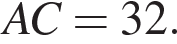 AC = 32.